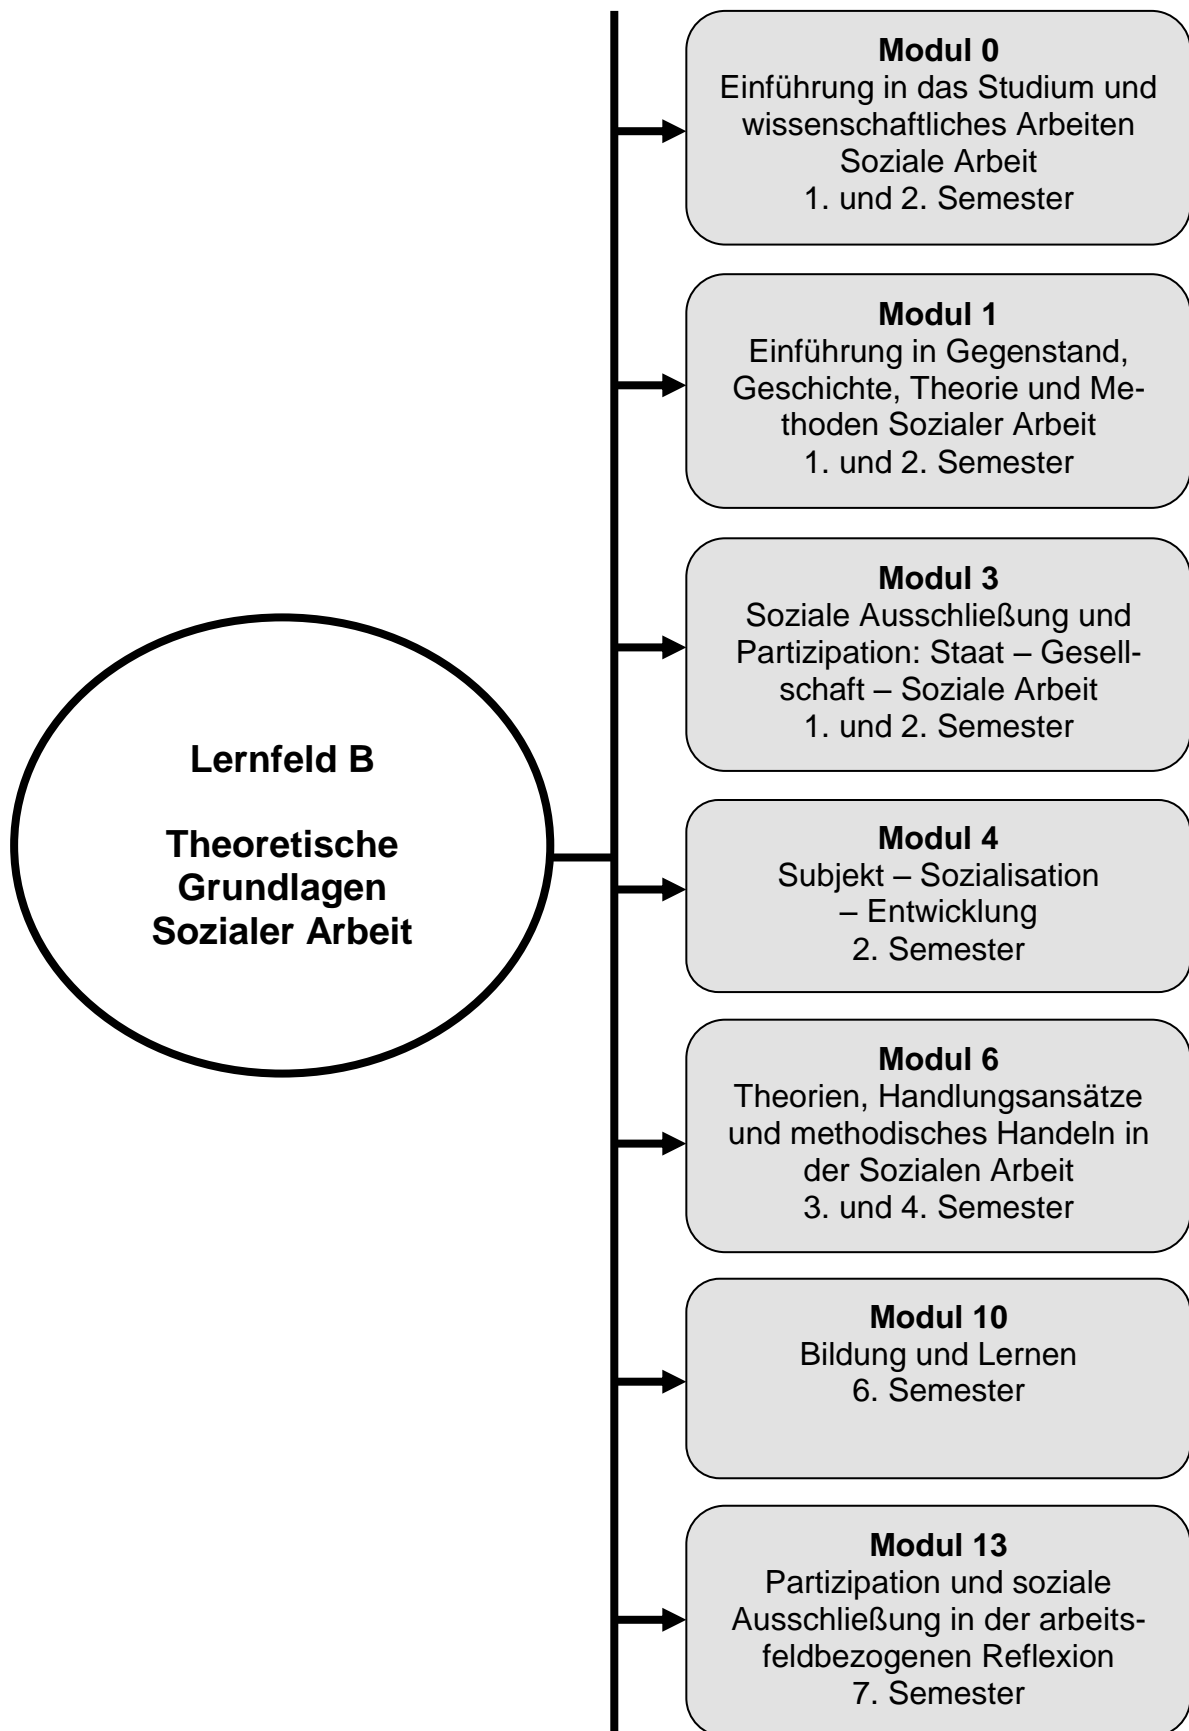 Modul 0
Einführung in das Studium und
wissenschaftliches Arbeiten
Soziale Arbeit
1. und 2. Semester
Modul 1
Einführung in Gegenstand,
Geschichte, Theorie und Me-
thoden Sozialer Arbeit
1. und 2. Semester
Modul 3
Soziale Ausschließung und
Partizipation: Staat – Gesell-
schaft – Soziale Arbeit
1. und 2. Semester
Lernfeld B
Theoretische
Grundlagen
Sozialer Arbeit
Modul 4
Subjekt – Sozialisation
– Entwicklung
2. Semester
Modul 6
Theorien, Handlungsansätze
und methodisches Handeln in
der Sozialen Arbeit
3. und 4. Semester
Modul 10
Bildung und Lernen
6. Semester
Modul 13
Partizipation und soziale
Ausschließung in der arbeits-
feldbezogenen Reflexion
7. Semester